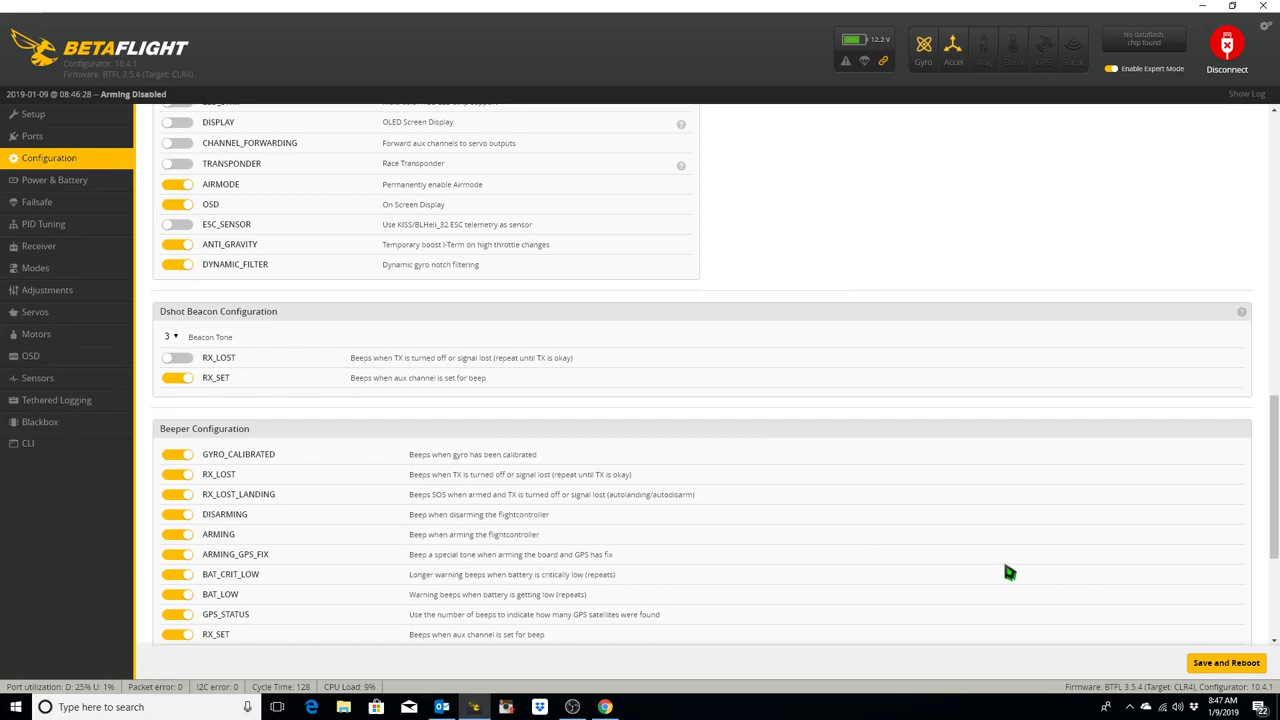 BETAFLIGHT
Configurator: 10.4.1
Firmware: BTFL 3.5.4 (Target: CLR4)
12.2 V
Gyro
Accel
Mag
Baro
GPS
Sonar
No dataflash
chip found
Enable Expert Mode
Disconnect
2019-01-09 @ 08:46:28 -- Arming Disabled
Show Log
Setup
Ports
Configuration
Power & Battery
Failsafe
PID Tuning
Receiver
Modes
Adjustments
Servos
Motors
OSD
Sensors
Tethered Logging
Blackbox
CLI
DISPLAY OLED Screen Display
CHANNEL_FORWARDING Forward aux channels to servo outputs
TRANSPONDER Race Transponder
AIRMODE Permanently enable Airmode
OSD On Screen Display
ESC_SENSOR Use KISS/BLHeli_32 ESC telemetry as sensor
ANTI_GRAVITY Temporary boost I-Term on high throttle changes
DYNAMIC_FILTER Dynamic gyro notch filtering
Dshot Beacon Configuration
3 Beacon Tone
RX_LOST Beeps when TX is turned off or signal lost (repeat until TX is okay)
RX_SET Beeps when aux channel is set for beep
Beeper Configuration
GYRO_CALIBRATED Beeps when gyro has been calibrated
RX_LOST Beeps when TX is turned off or signal lost (repeat until TX is okay)
RX_LOST_LANDING Beeps SOS when armed and TX is turned off or signal lost (autolanding/autodisarm)
DISARMING Beep when disarming the flightcontroller
ARMING Beep when arming the flightcontroller
ARMING_GPS_FIX Beep a special tone when arming the board and GPS has fix
BAT_CRIT_LOW Longer warning beeps when battery is critically low (repeats)
BAT_LOW Warning beeps when battery is getting low (repeats)
GPS_STATUS Use the number of beeps to indicate how many GPS satellites were found
RX_SET Beeps when aux channel is set for beep
Save and Reboot
Port utilization: D: 25% U: 1% Packet error: 0 I2C error: 0 Cycle Time: 128 CPU Load: 9% Firmware: BTFL 3.5.4 (Target: CLR4), Configurator: 10.4.1
Type here to search
8:47 AM
1/9/2019
22